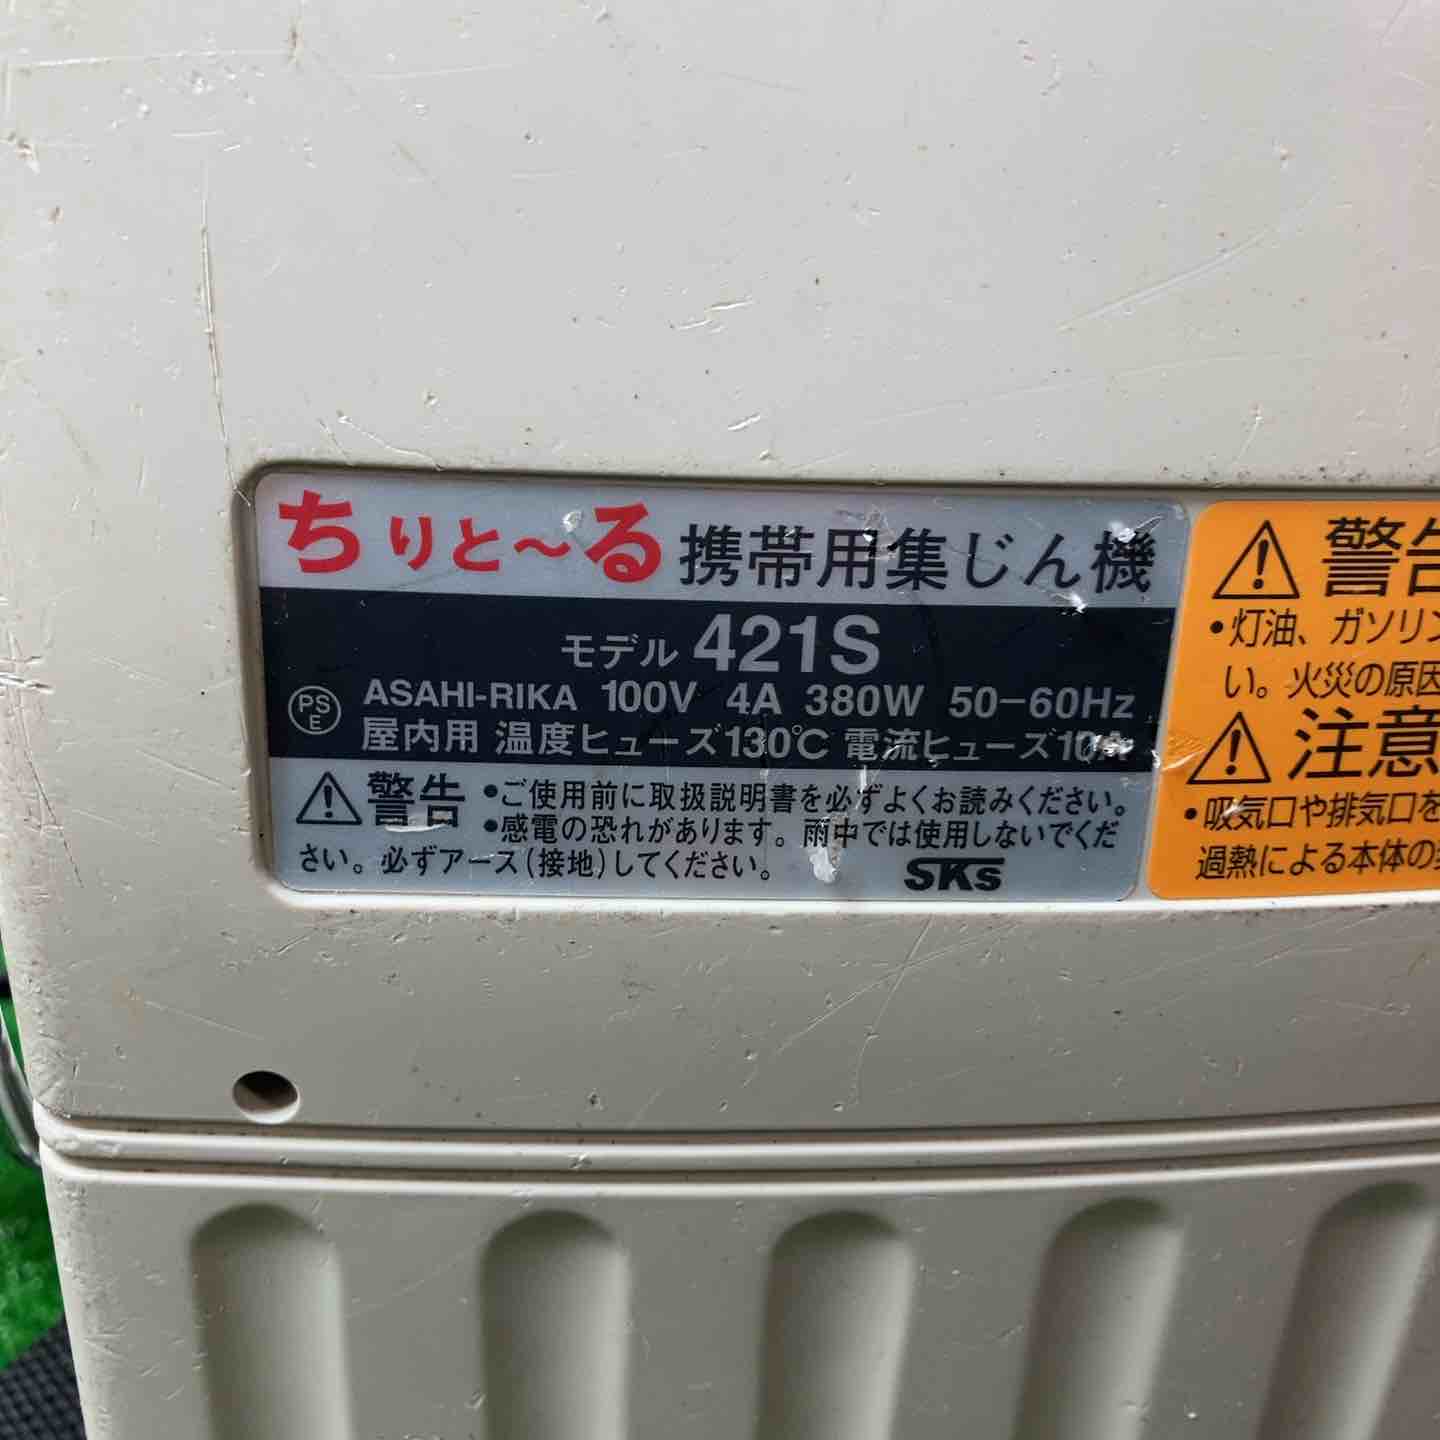 ちりと〜る 携帯用集じん機
モデル 421S
PSE ASAHI-RIKA 100V 4A 380W 50-60Hz
屋内用 温度ヒューズ130℃ 電流ヒューズ10A
警告 •ご使用前に取扱説明書を必ずよくお読みください。
•感電の恐れがあります。雨中では使用しないでくだ
さい。必ずアース(接地)してください。
SKs
警告
•灯油、ガソリン
い。火災の原因
注意
•吸気口や排気口を
過熱による本体の